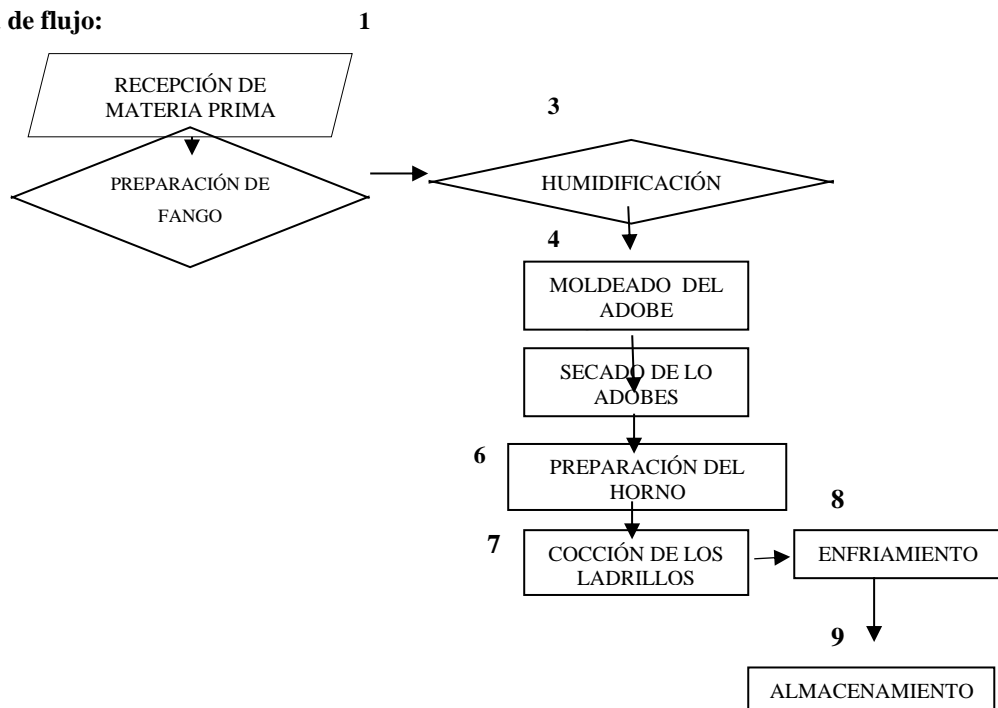 de flujo:
1
RECEPCIÓN DE
MATERIA PRIMA
PREPARACIÓN DE
FANGO
3
HUMIDIFICACIÓN
4
MOLDEADO DEL
ADOBE
SECADO DE LO
ADOBES
6
PREPARACIÓN DEL
HORNO
7
COCCIÓN DE LOS
LADRILLOS
8
ENFRIAMIENTO
9
ALMACENAMIENTO